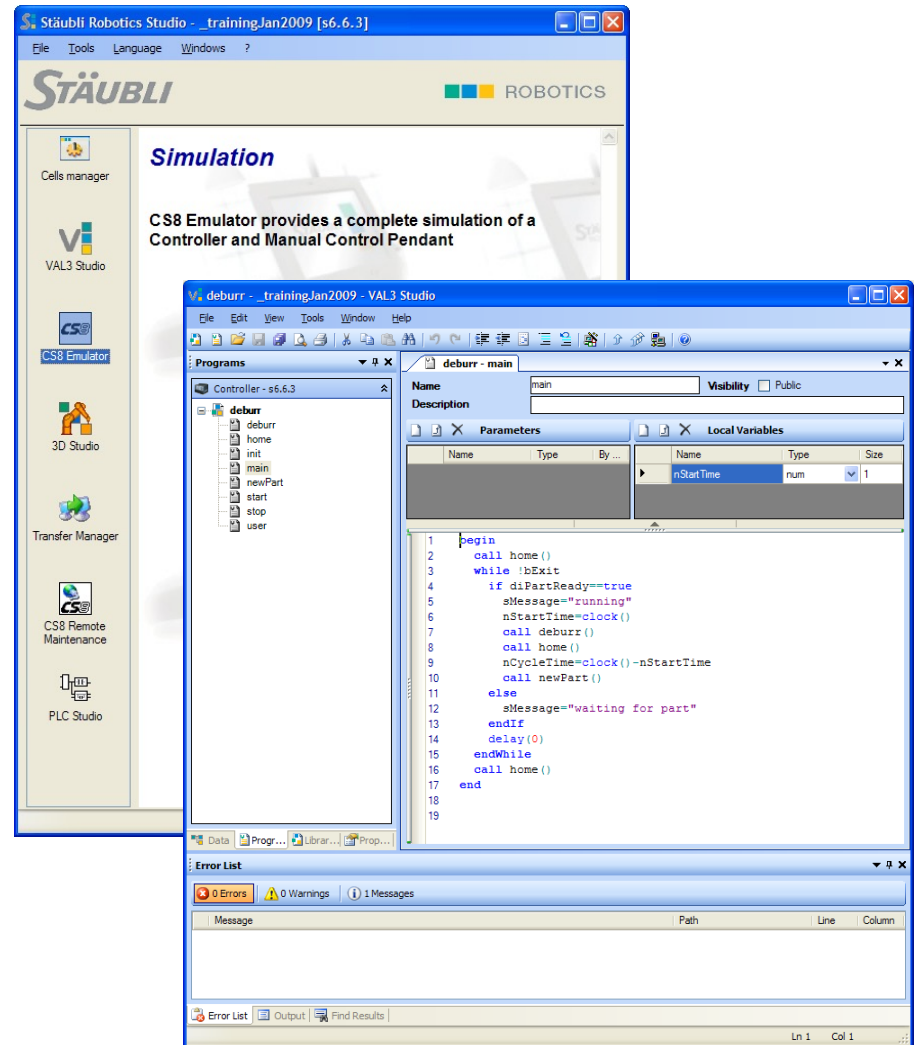 Stäubli Robotics Studio - _trainingJan2009 [s6.6.3]
File Tools Language Windows ?
STÄUBLI
ROBOTICS
Cells manager
VAL3 Studio
CS8
CS8 Emulator
3D Studio
Transfer Manager
CS8
CS8 Remote
Maintenance
PLC Studio
Simulation
CS8 Emulator provides a complete simulation of a
Controller and Manual Control Pendant
deburr - _trainingJan2009 - VAL3 Studio
File Edit View Tools Window Help
Programs
Controller - s6.6.3
deburr
deburr
home
init
main
newPart
start
stop
user
Data Progr... Librar... Prop...
deburr - main
Name main Visibility Public
Description
Parameters
Name Type By ...
Local Variables
Name Type Size
nStartTime num 1
1 begin
2 call home()
3 while !bExit
4 if diPartReady==true
5 sMessage="running"
6 nStartTime=clock()
7 call deburr()
8 call home()
9 nCycleTime=clock()-nStartTime
10 call newPart()
11 else
12 sMessage="waiting for part"
13 endIf
14 delay(0)
15 endWhile
16 call home()
17 end
18
19
Error List
0 Errors 0 Warnings 1 Messages
Message Path Line Column
Error List Output Find Results
Ln 1 Col 1